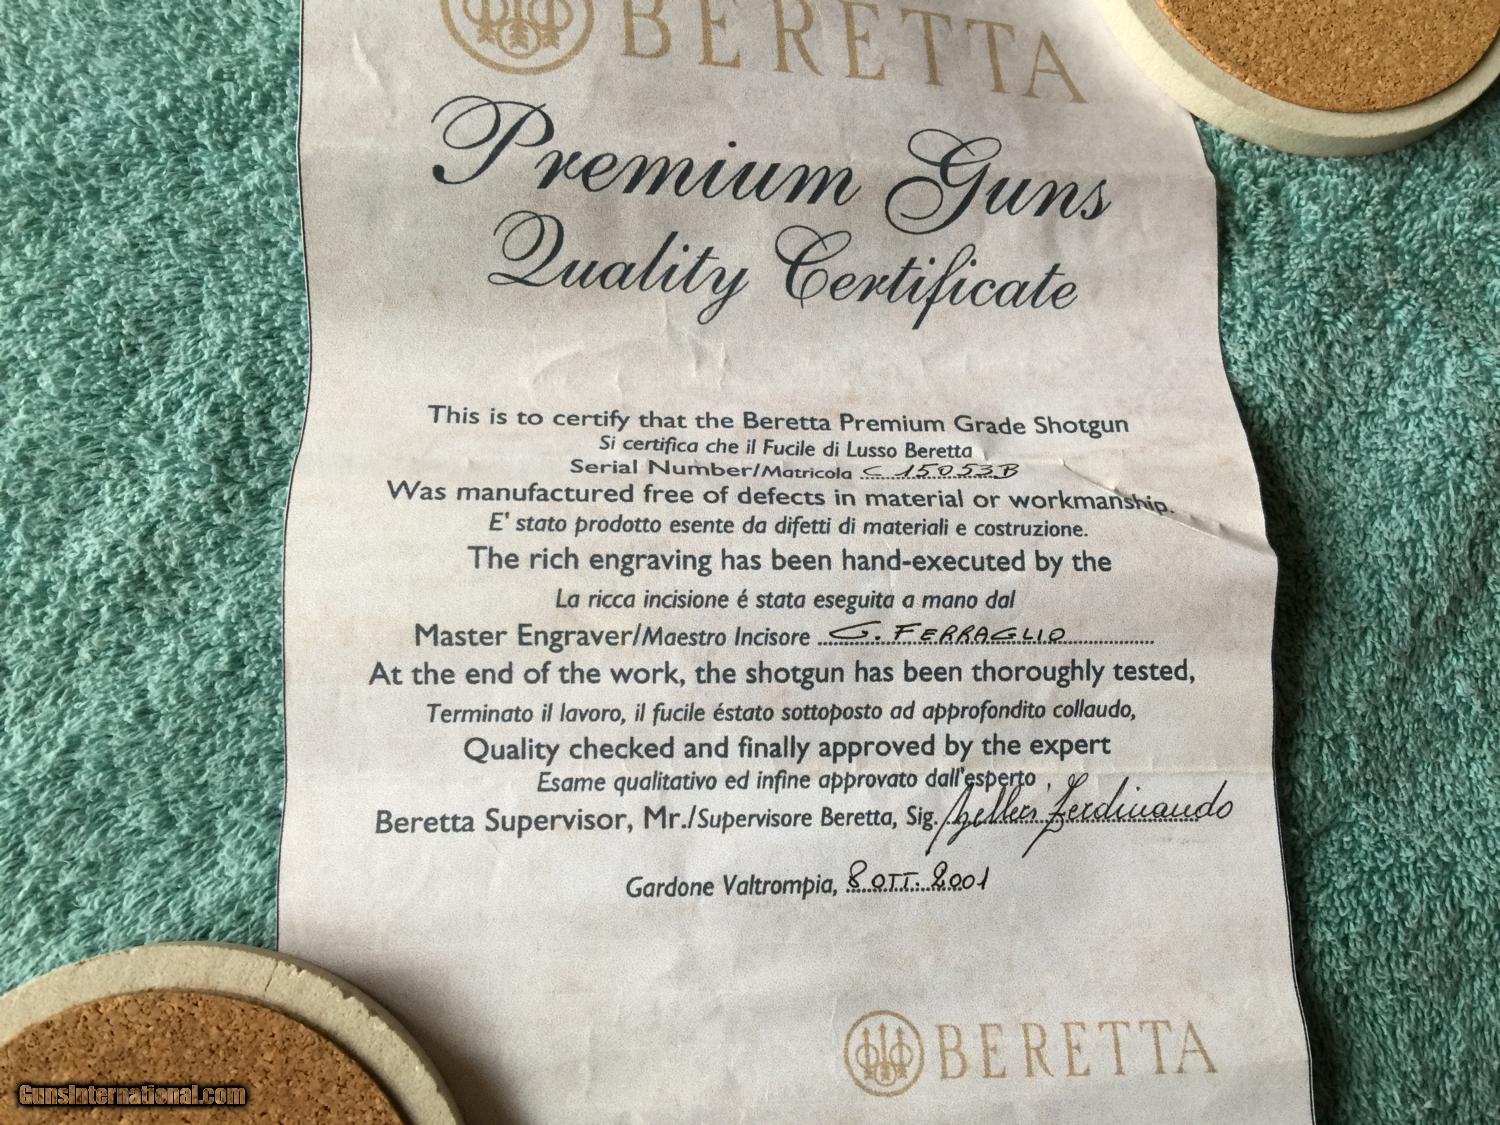 BERETTA
Premium Guns
Quality Certificate
This is to certify that the Beretta Premium Grade Shotgun
Si certifica che il Fucile di Lusso Beretta
Serial Number/Matricola C 15053B
Was manufactured free of defects in material or workmanship.
E' stato prodotto esente da difetti di materiali e costruzione.
The rich engraving has been hand-executed by the
La ricca incisione é stata eseguita a mano dal
Master Engraver/Maestro Incisore G. FERRAGLIO
At the end of the work, the shotgun has been thoroughly tested,
Terminato il lavoro, il fucile éstato sottoposto ad approfondito collaudo,
Quality checked and finally approved by the expert
Esame qualitativo ed infine approvato dall'esperto
Beretta Supervisor, Mr./Supervisore Beretta, Sig. Ferdinando
Gardone Valtrompia, 8 OTT. 2001
BERETTA
GunsInternational.com